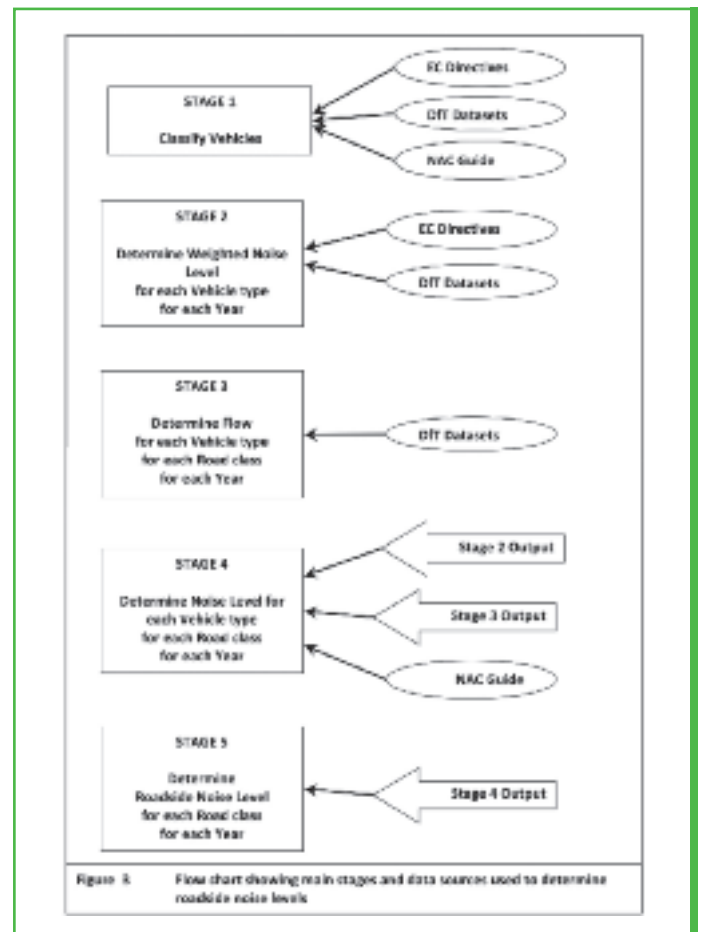 STAGE 1
Classify Vehicles
EC Directives
DfT Datasets
NAC Guide
STAGE 2
Determine Weighted Noise
Level
for each Vehicle type
for each Year
EC Directives
DfT Datasets
STAGE 3
Determine Flow
for each Vehicle type
for each Road class
for each Year
DfT Datasets
STAGE 4
Determine Noise Level for
each Vehicle type
for each Road class
for each Year
Stage 2 Output
Stage 3 Output
NAC Guide
STAGE 5
Determine
Roadside Noise Level
for each Road class
for each Year
Stage 4 Output
Figure 3. Flow chart showing main stages and data sources used to determine
roadside noise levels